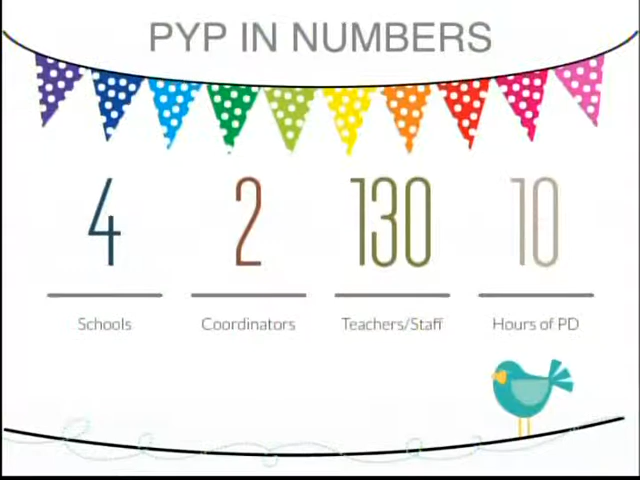 PYP IN NUMBERS
4 2 130 10
Schools Coordinators Teachers/Staff Hours of PD